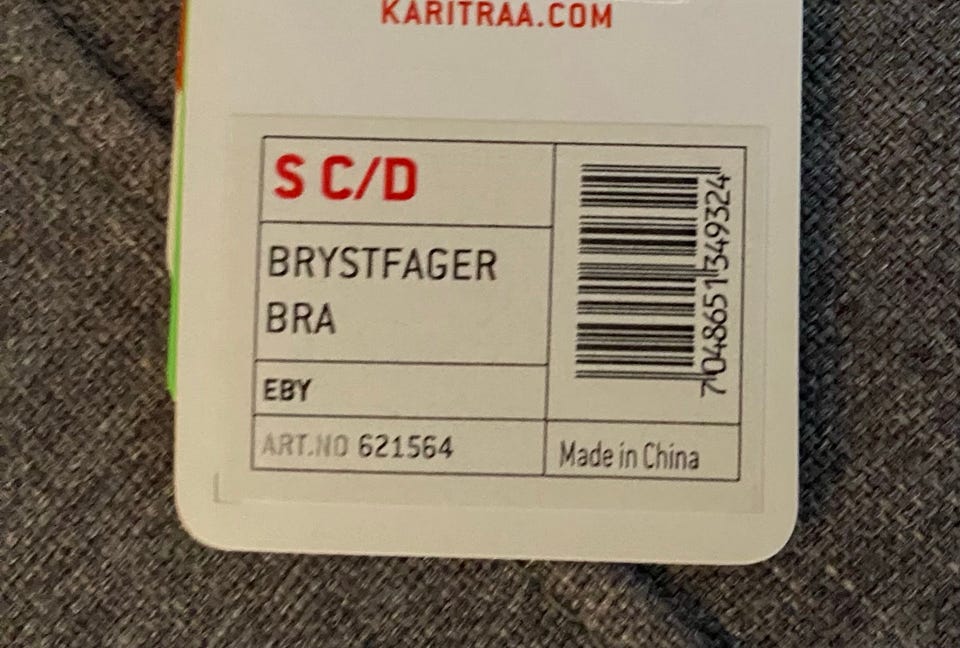 KARITRAA.COM
S C/D
BRYSTFAGER
BRA
EBY
ART.NO 621564
7048651349324
Made in China